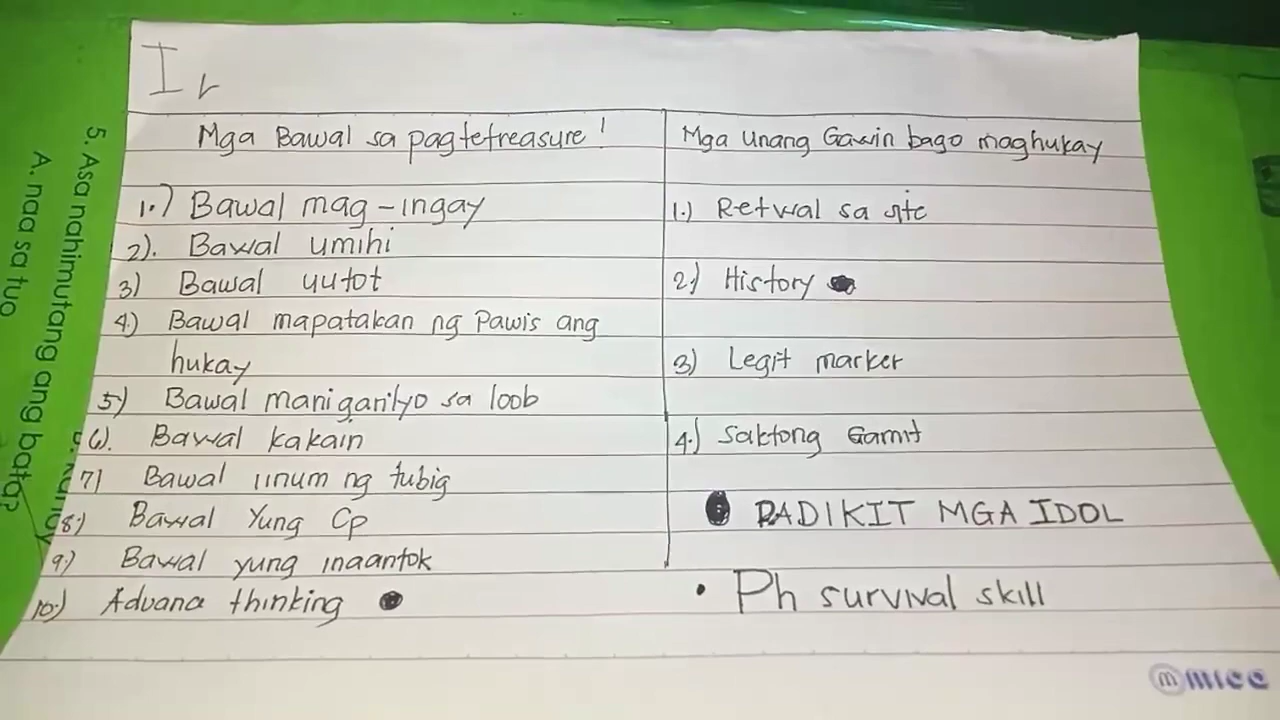 Ir
Mga Bawal sa pagtetreasure!
1.) Bawal mag-ingay
2). Bawal umihi
3) Bawal uutot
4) Bawal mapatakan ng Pawis ang
hukay
5) Bawal manigarilyo sa loob
6). Bawal kakain
7) Bawal iinum ng tubig
8) Bawal Yung Cp
9.) Bawal yung inaantok
10.) Advana thinking
Mga Unang Gawin bago maghukay
1.) Retwal sa site
2.) History
3) Legit marker
4.) Saktong Gamit
PADIKIT MGA IDOL
• Ph survival skill
micc
5. Asa nahimutang ang bata?
A. naa sa tuo